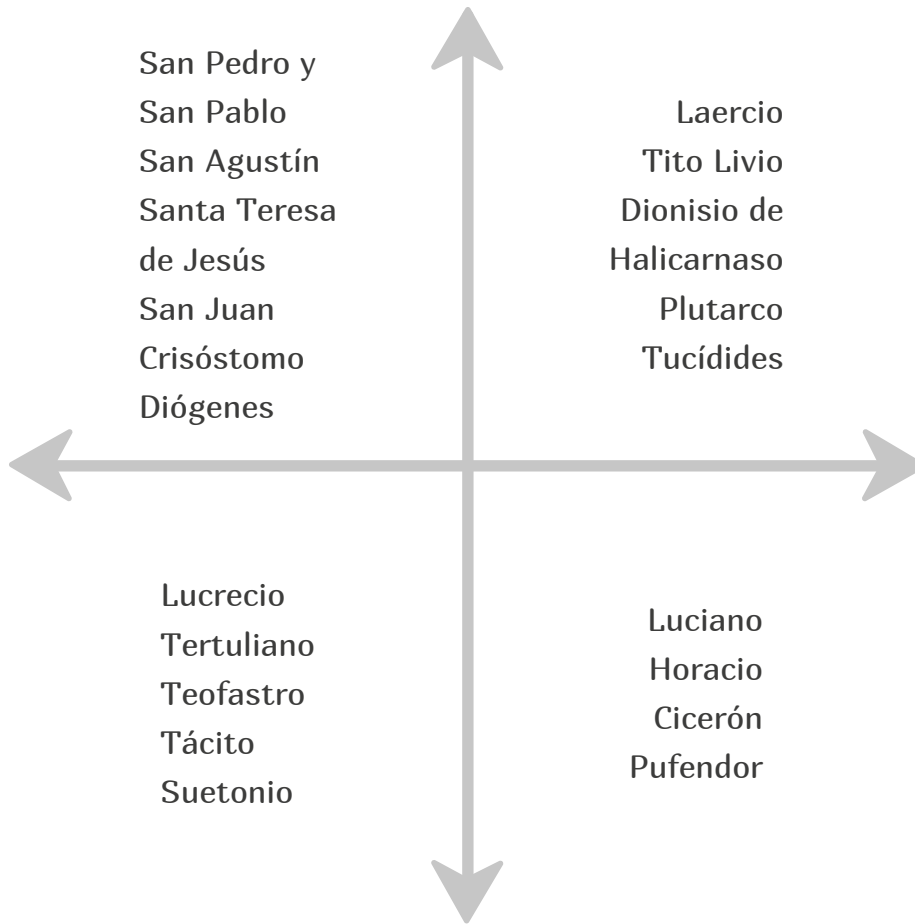 San Pedro y
San Pablo
San Agustín
Santa Teresa
de Jesús
San Juan
Crisóstomo
Diógenes
Laercio
Tito Livio
Dionisio de
Halicarnaso
Plutarco
Tucídides
Lucrecio
Tertuliano
Teofastro
Tácito
Suetonio
Luciano
Horacio
Cicerón
Pufendor